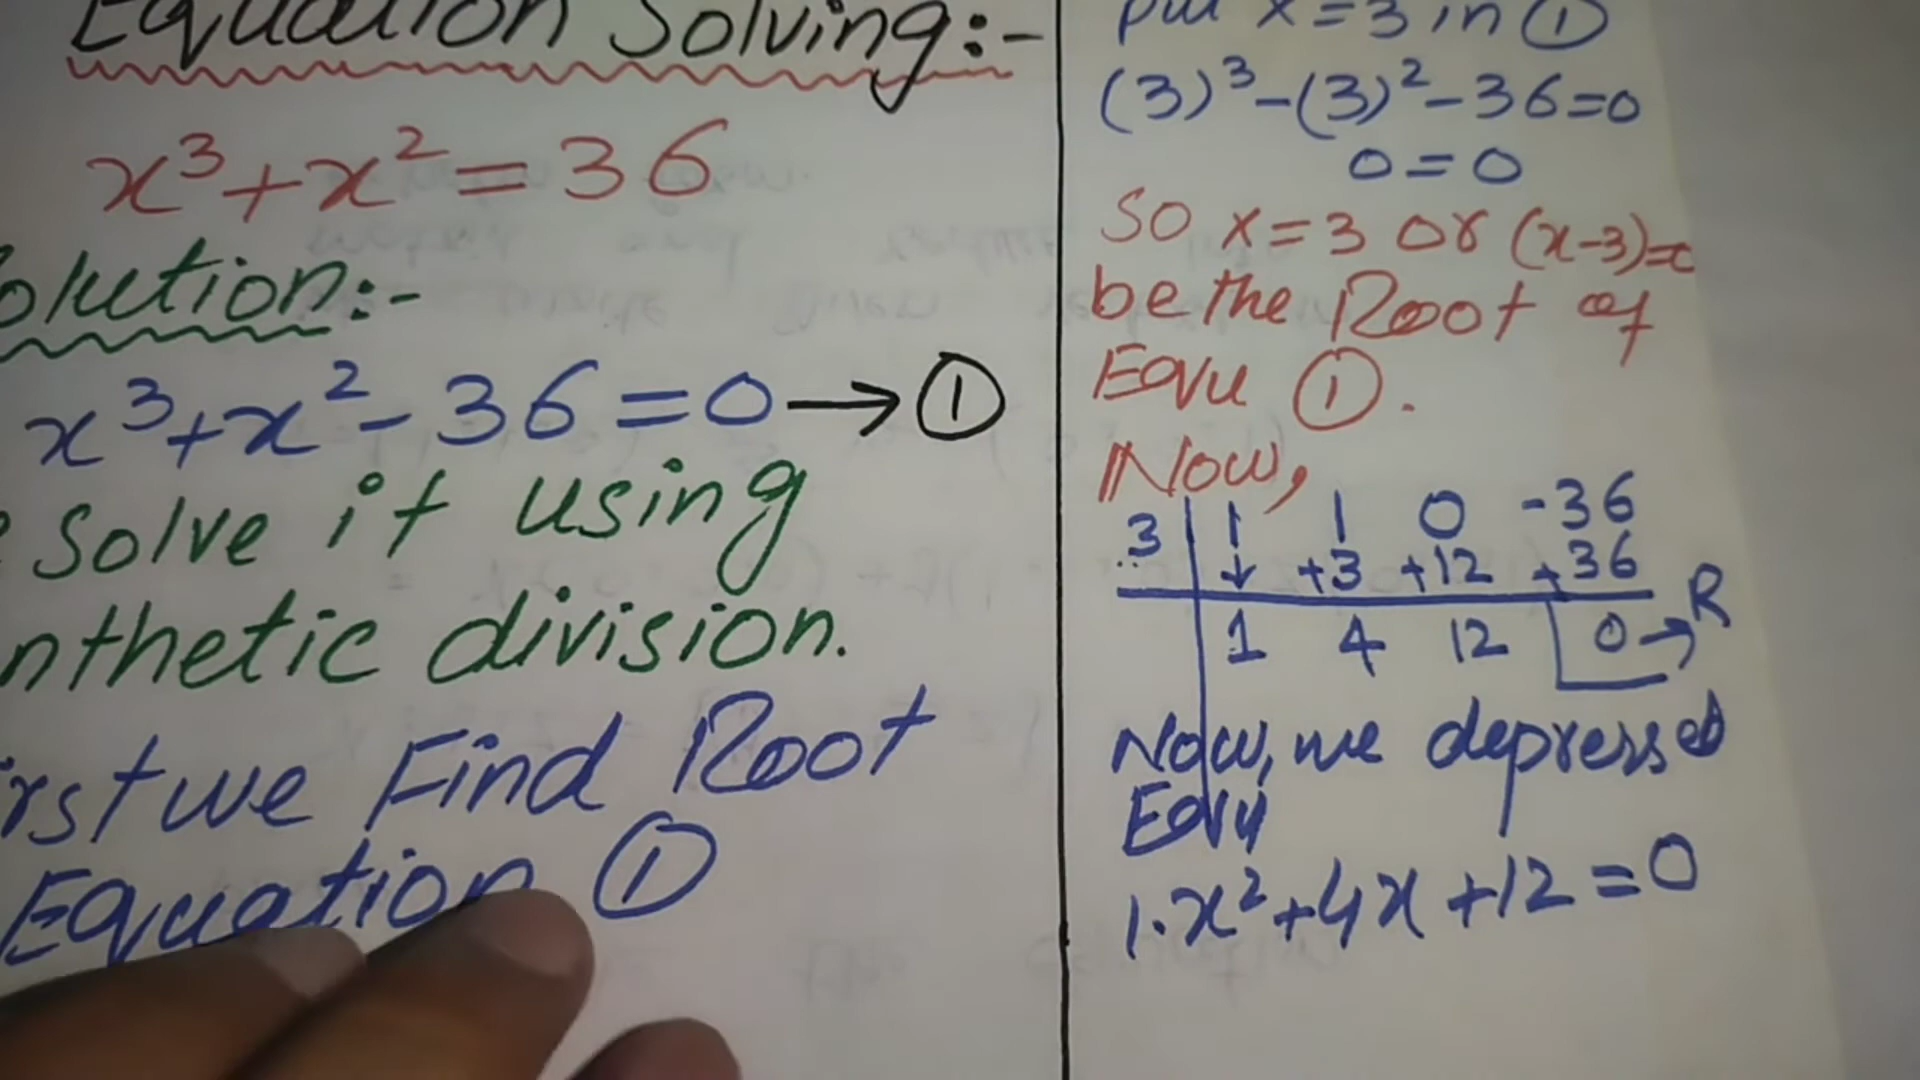 Equation Solving:-
x³+x²=36
olution:-
x³+x²-36=0→①
Solve it using
nthetic division.
irst we Find Root
Equation ①
put x=3 in ①
(3)³-(3)²-36=0
0=0
So x=3 or (x-3)=0
be the Root of
Equ ①.
Now,
3 | 1 1 0 -36
↓ +3 +12 +36
1 4 12 0→R
Now, we depressed
Equ
1.x²+4x+12=0